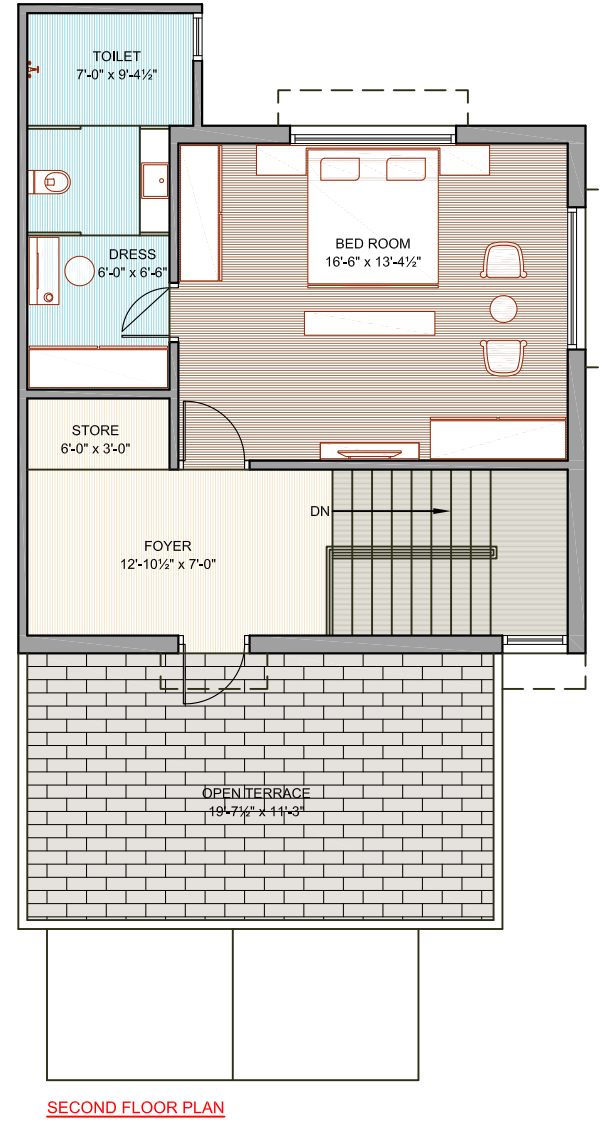 TOILET
7'-0" x 9'-4½"
BED ROOM
16'-6" x 13'-4½"
DRESS
6'-0" x 6'-6"
STORE
6'-0" x 3'-0"
DN
FOYER
12'-10½" x 7'-0"
OPEN TERRACE
19'-7½" x 11'-3"
SECOND FLOOR PLAN